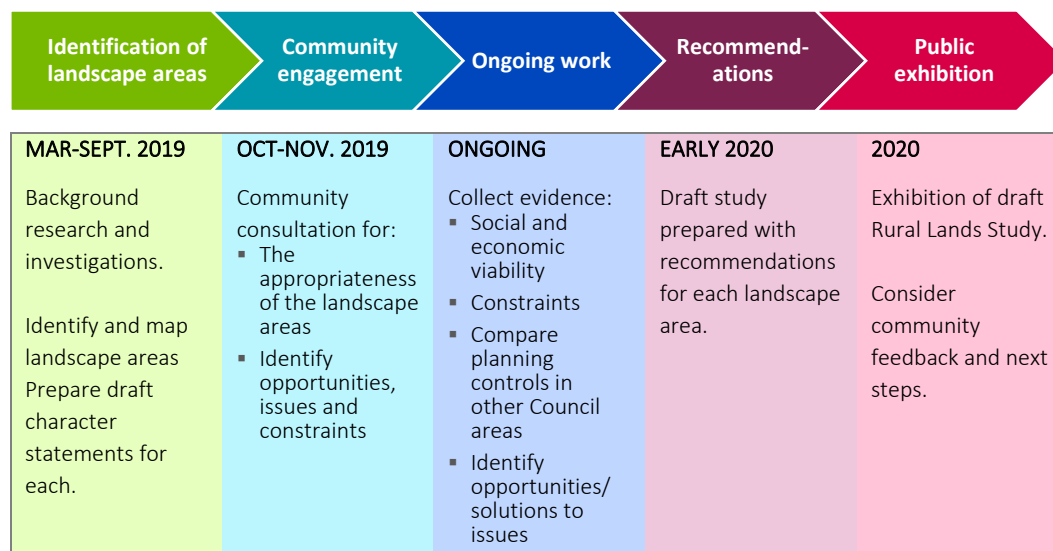 Identification of
landscape areas
Community
engagement
Ongoing work
Recommend-
ations
Public
exhibition
MAR-SEPT. 2019
Background
research and
investigations.
Identify and map
landscape areas
Prepare draft
character
statements for
each.
OCT-NOV. 2019
Community
consultation for:
▪ The
appropriateness
of the landscape
areas
▪ Identify
opportunities,
issues and
constraints
ONGOING
Collect evidence:
▪ Social and
economic
viability
▪ Constraints
▪ Compare
planning
controls in
other Council
areas
▪ Identify
opportunities/
solutions to
issues
EARLY 2020
Draft study
prepared with
recommendations
for each landscape
area.
2020
Exhibition of draft
Rural Lands Study.
Consider
community
feedback and next
steps.